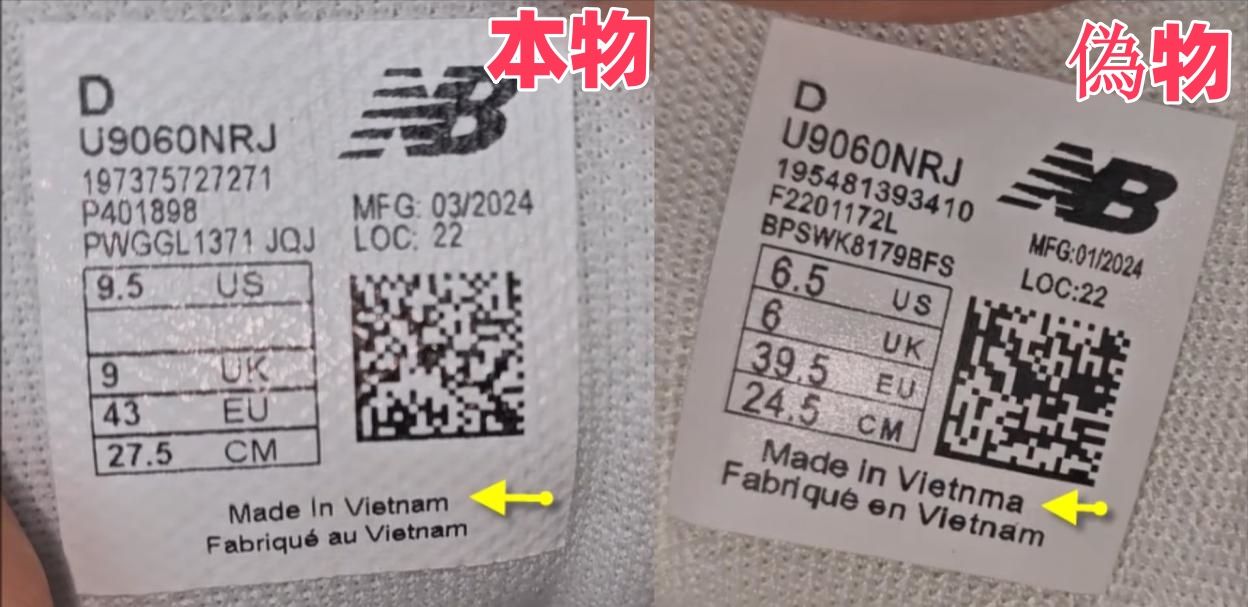 本物
D
U9060NRJ
197375727271
P401898
PWGGL1371 JQJ
NB
MFG: 03/2024
LOC: 22
9.5 US
9 UK
43 EU
27.5 CM
Made In Vietnam
Fabriqué au Vietnam
偽物
D
U9060NRJ
195481393410
F2201172L
BPSWK8179BFS
NB
MFG:01/2024
LOC:22
6.5 US
6 UK
39.5 EU
24.5 CM
Made in Vietnma
Fabriqué en Vietnam